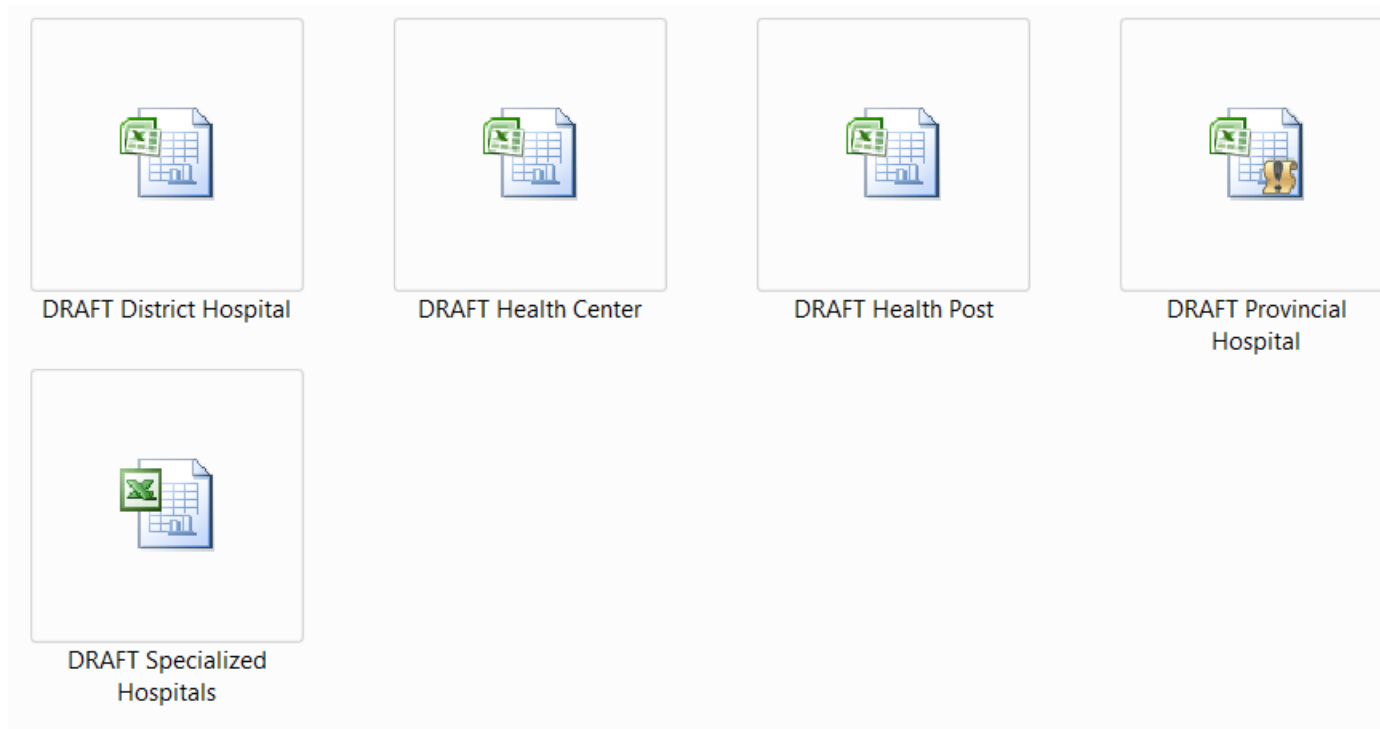 DRAFT District Hospital
DRAFT Health Center
DRAFT Health Post
DRAFT Provincial
Hospital
DRAFT Specialized
Hospitals